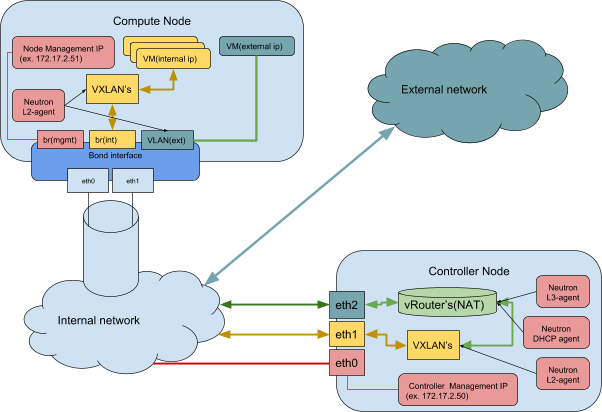 Compute Node
Node Management IP
(ex. 172.17.2.51)
VM(internal ip)
VM(external ip)
VXLAN's
Neutron
L2-agent
br(mgmt)
br(int)
VLAN(ext)
Bond interface
eth0
eth1
External network
Internal network
Controller Node
eth2
vRouter's(NAT)
Neutron
L3-agent
eth1
VXLAN's
Neutron
DHCP agent
eth0
Neutron
L2-agent
Controller Management IP
(ex. 172.17.2.50)